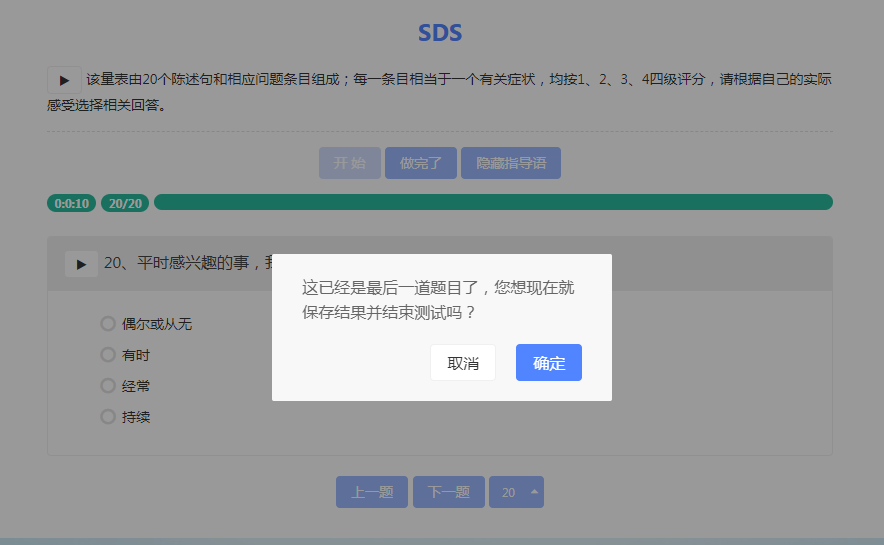 SDS
该量表由20个陈述句和相应问题条目组成；每一条目相当于一个有关症状，均按1、2、3、4四级评分，请根据自己的实际
感受选择相关回答。
开 始 做完了 隐藏指导语
0:0:10 20/20
20、平时感兴趣的事，
这已经是最后一道题目了，您想现在就
保存结果并结束测试吗？
取消 确定
偶尔或从无
有时
经常
持续
上一题 下一题 20